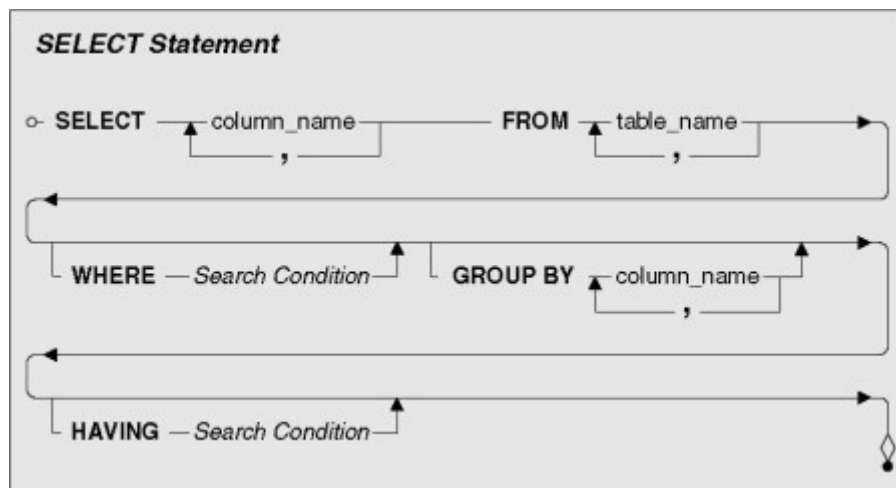 SELECT Statement
SELECT column_name FROM table_name
, ,
WHERE Search Condition GROUP BY column_name
,
HAVING Search Condition